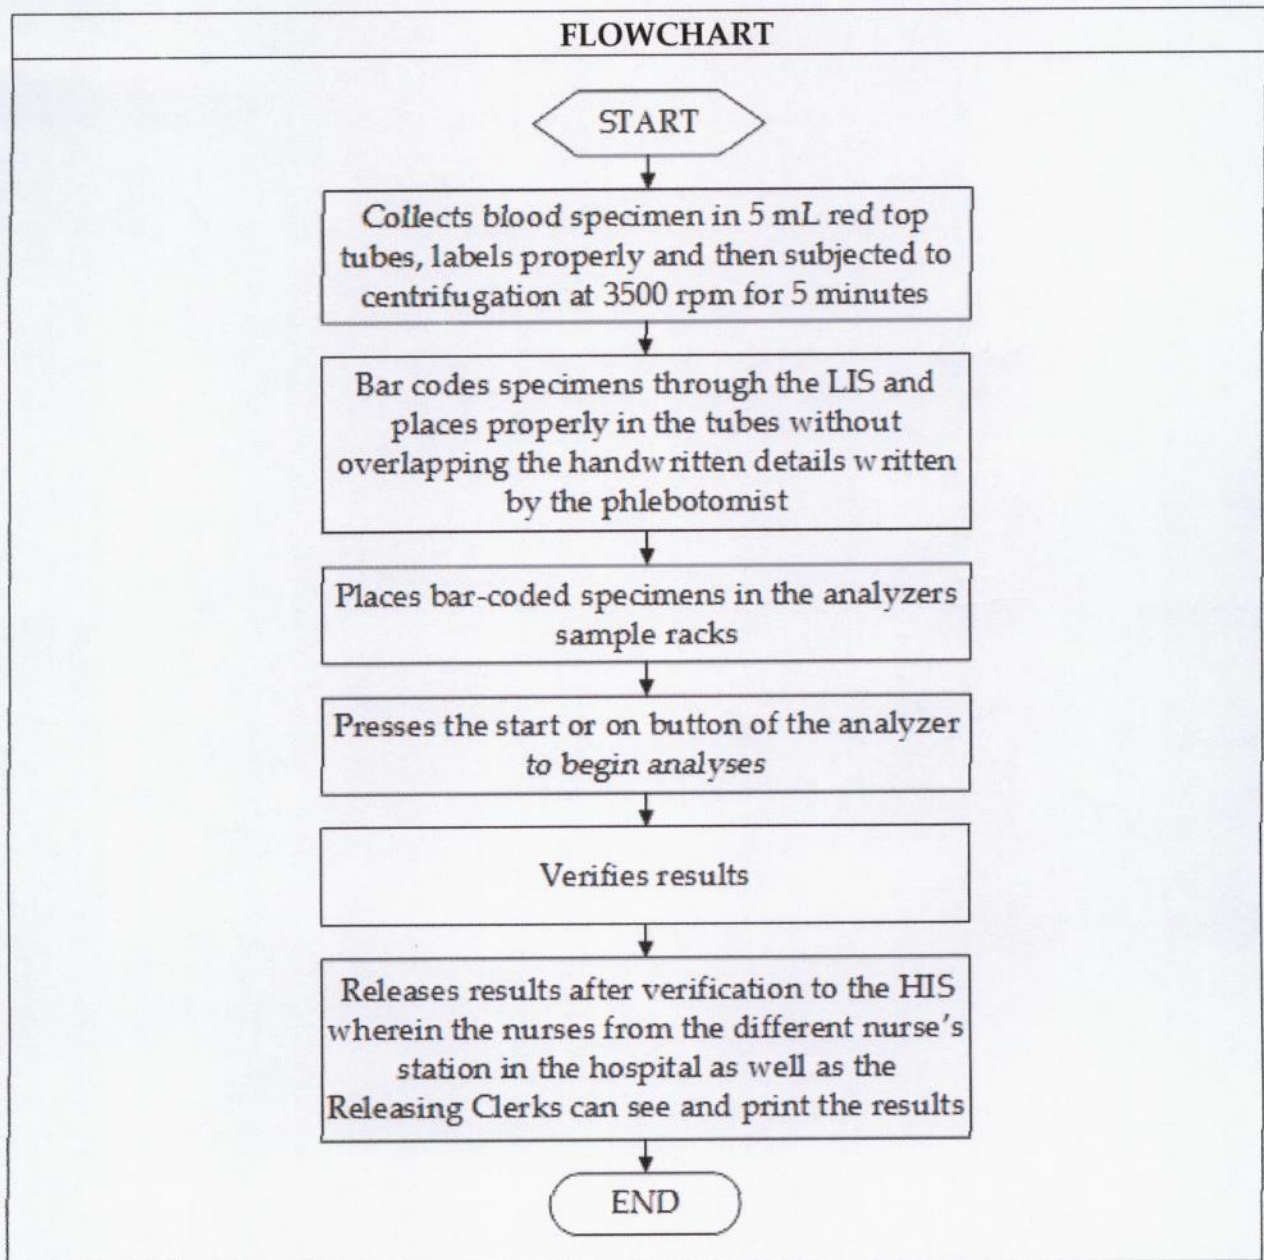 FLOWCHART
START
Collects blood specimen in 5 mL red top
tubes, labels properly and then subjected to
centrifugation at 3500 rpm for 5 minutes
Bar codes specimens through the LIS and
places properly in the tubes without
overlapping the handwritten details written
by the phlebotomist
Places bar-coded specimens in the analyzers
sample racks
Presses the start or on button of the analyzer
to begin analyses
Verifies results
Releases results after verification to the HIS
wherein the nurses from the different nurse's
station in the hospital as well as the
Releasing Clerks can see and print the results
END